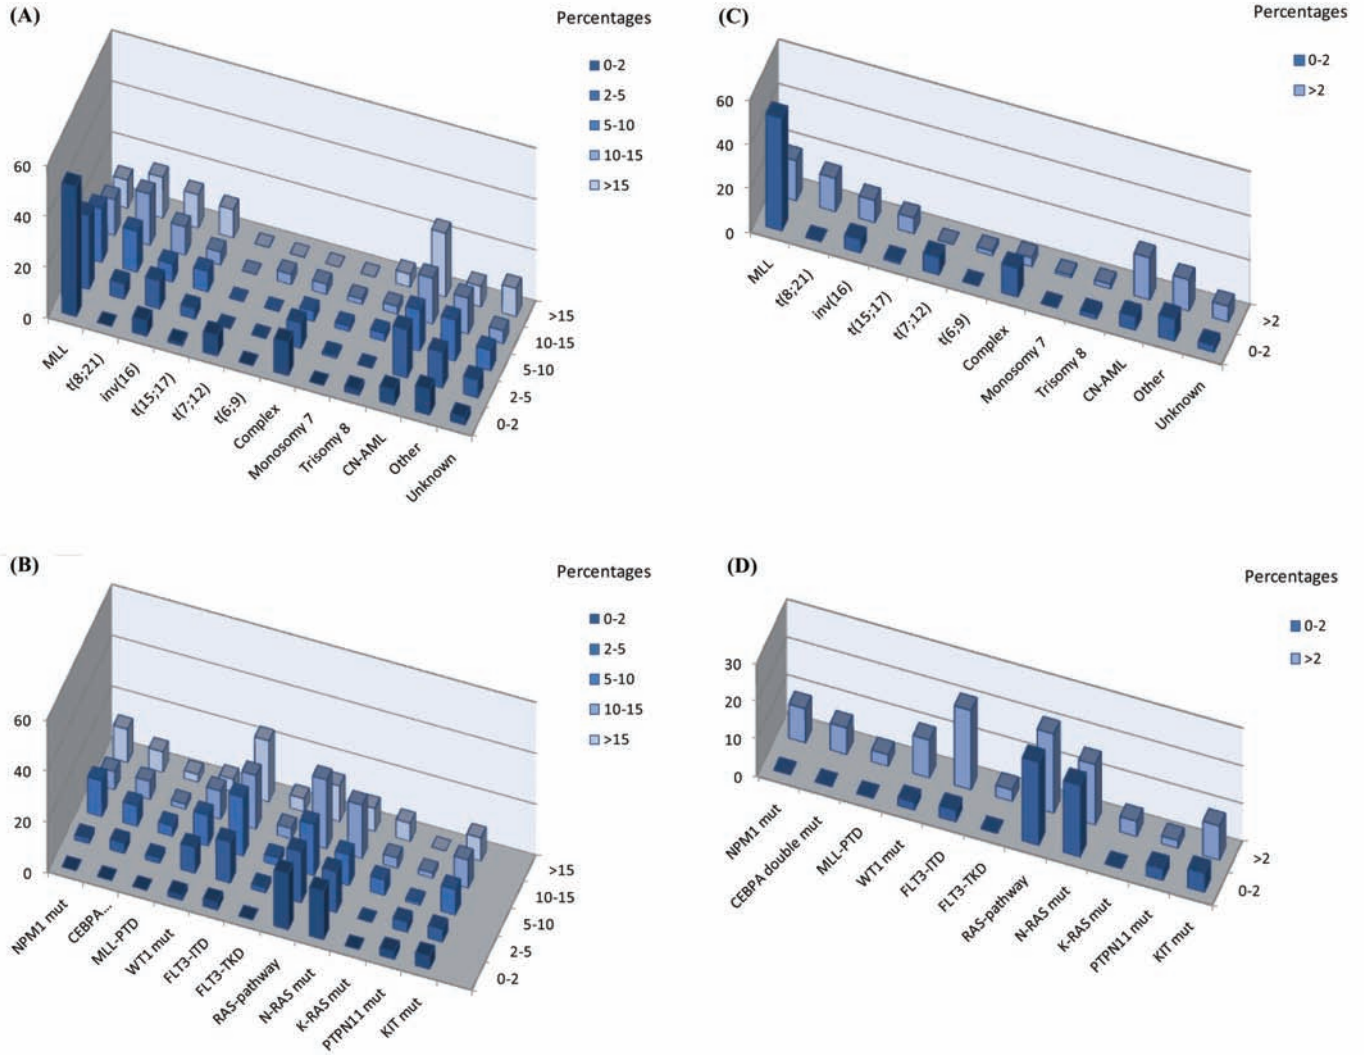 (A)
Percentages
0-2
2-5
5-10
10-15
>15
60
40
20
0
MLL
t(8;21)
inv(16)
t(15;17)
t(7;12)
t(6;9)
Complex
Monosomy 7
Trisomy 8
CN-AML
Other
Unknown
>15
10-15
5-10
2-5
0-2
(C)
Percentages
0-2
>2
60
40
20
0
MLL
t(8;21)
inv(16)
t(15;17)
t(7;12)
t(6;9)
Complex
Monosomy 7
Trisomy 8
CN-AML
Other
Unknown
>2
0-2
(B)
Percentages
0-2
2-5
5-10
10-15
>15
60
40
20
0
NPM1 mut
CEBPA...
MLL-PTD
WT1 mut
FLT3-ITD
FLT3-TKD
RAS-pathway
N-RAS mut
K-RAS mut
PTPN11 mut
KIT mut
>15
10-15
5-10
2-5
0-2
(D)
Percentages
0-2
>2
30
20
10
0
NPM1 mut
CEBPA double mut
MLL-PTD
WT1 mut
FLT3-ITD
FLT3-TKD
RAS-pathway
N-RAS mut
K-RAS mut
PTPN11 mut
KIT mut
>2
0-2